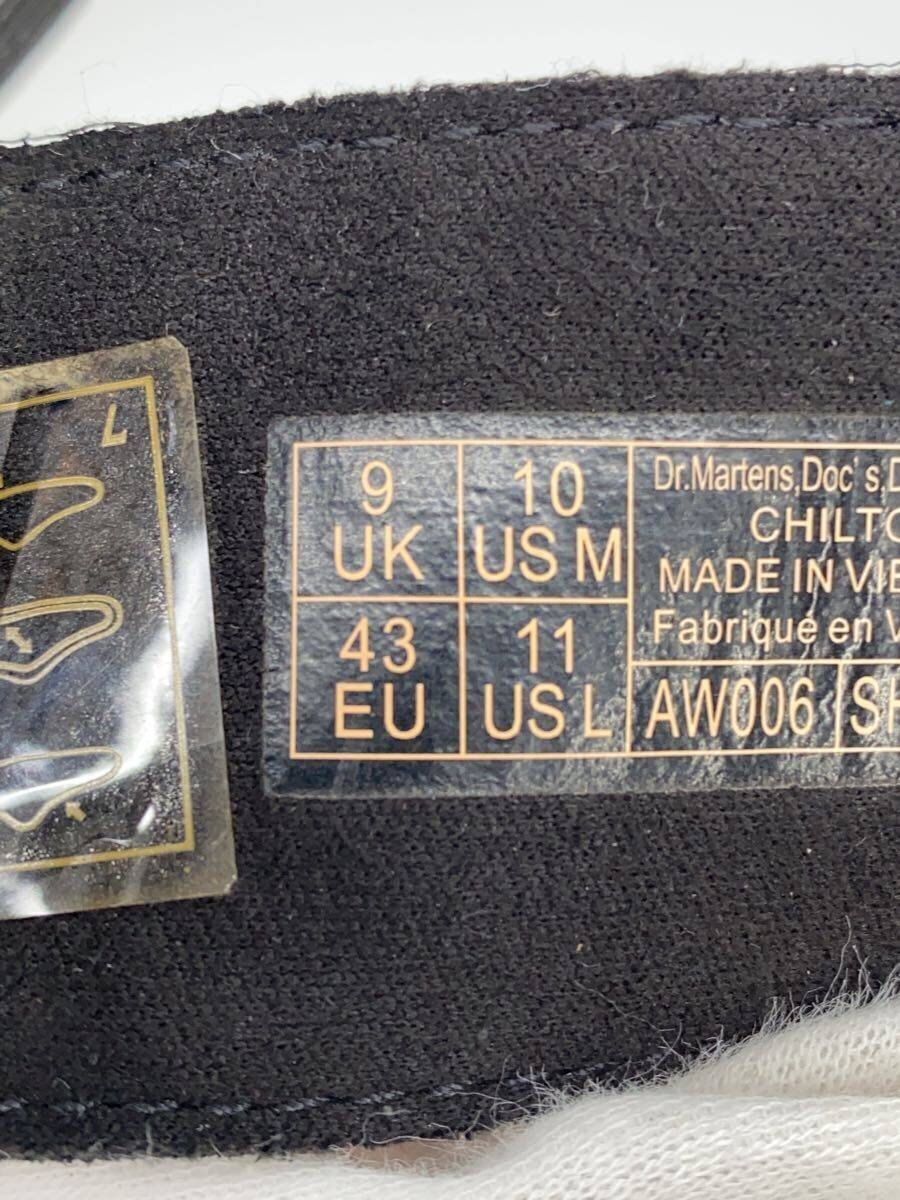 9
UK
10
US M
43
EU
11
US L
Dr.Martens,Doc's,D
CHILTO
MADE IN VIE
Fabriqué en V
AW006
SH